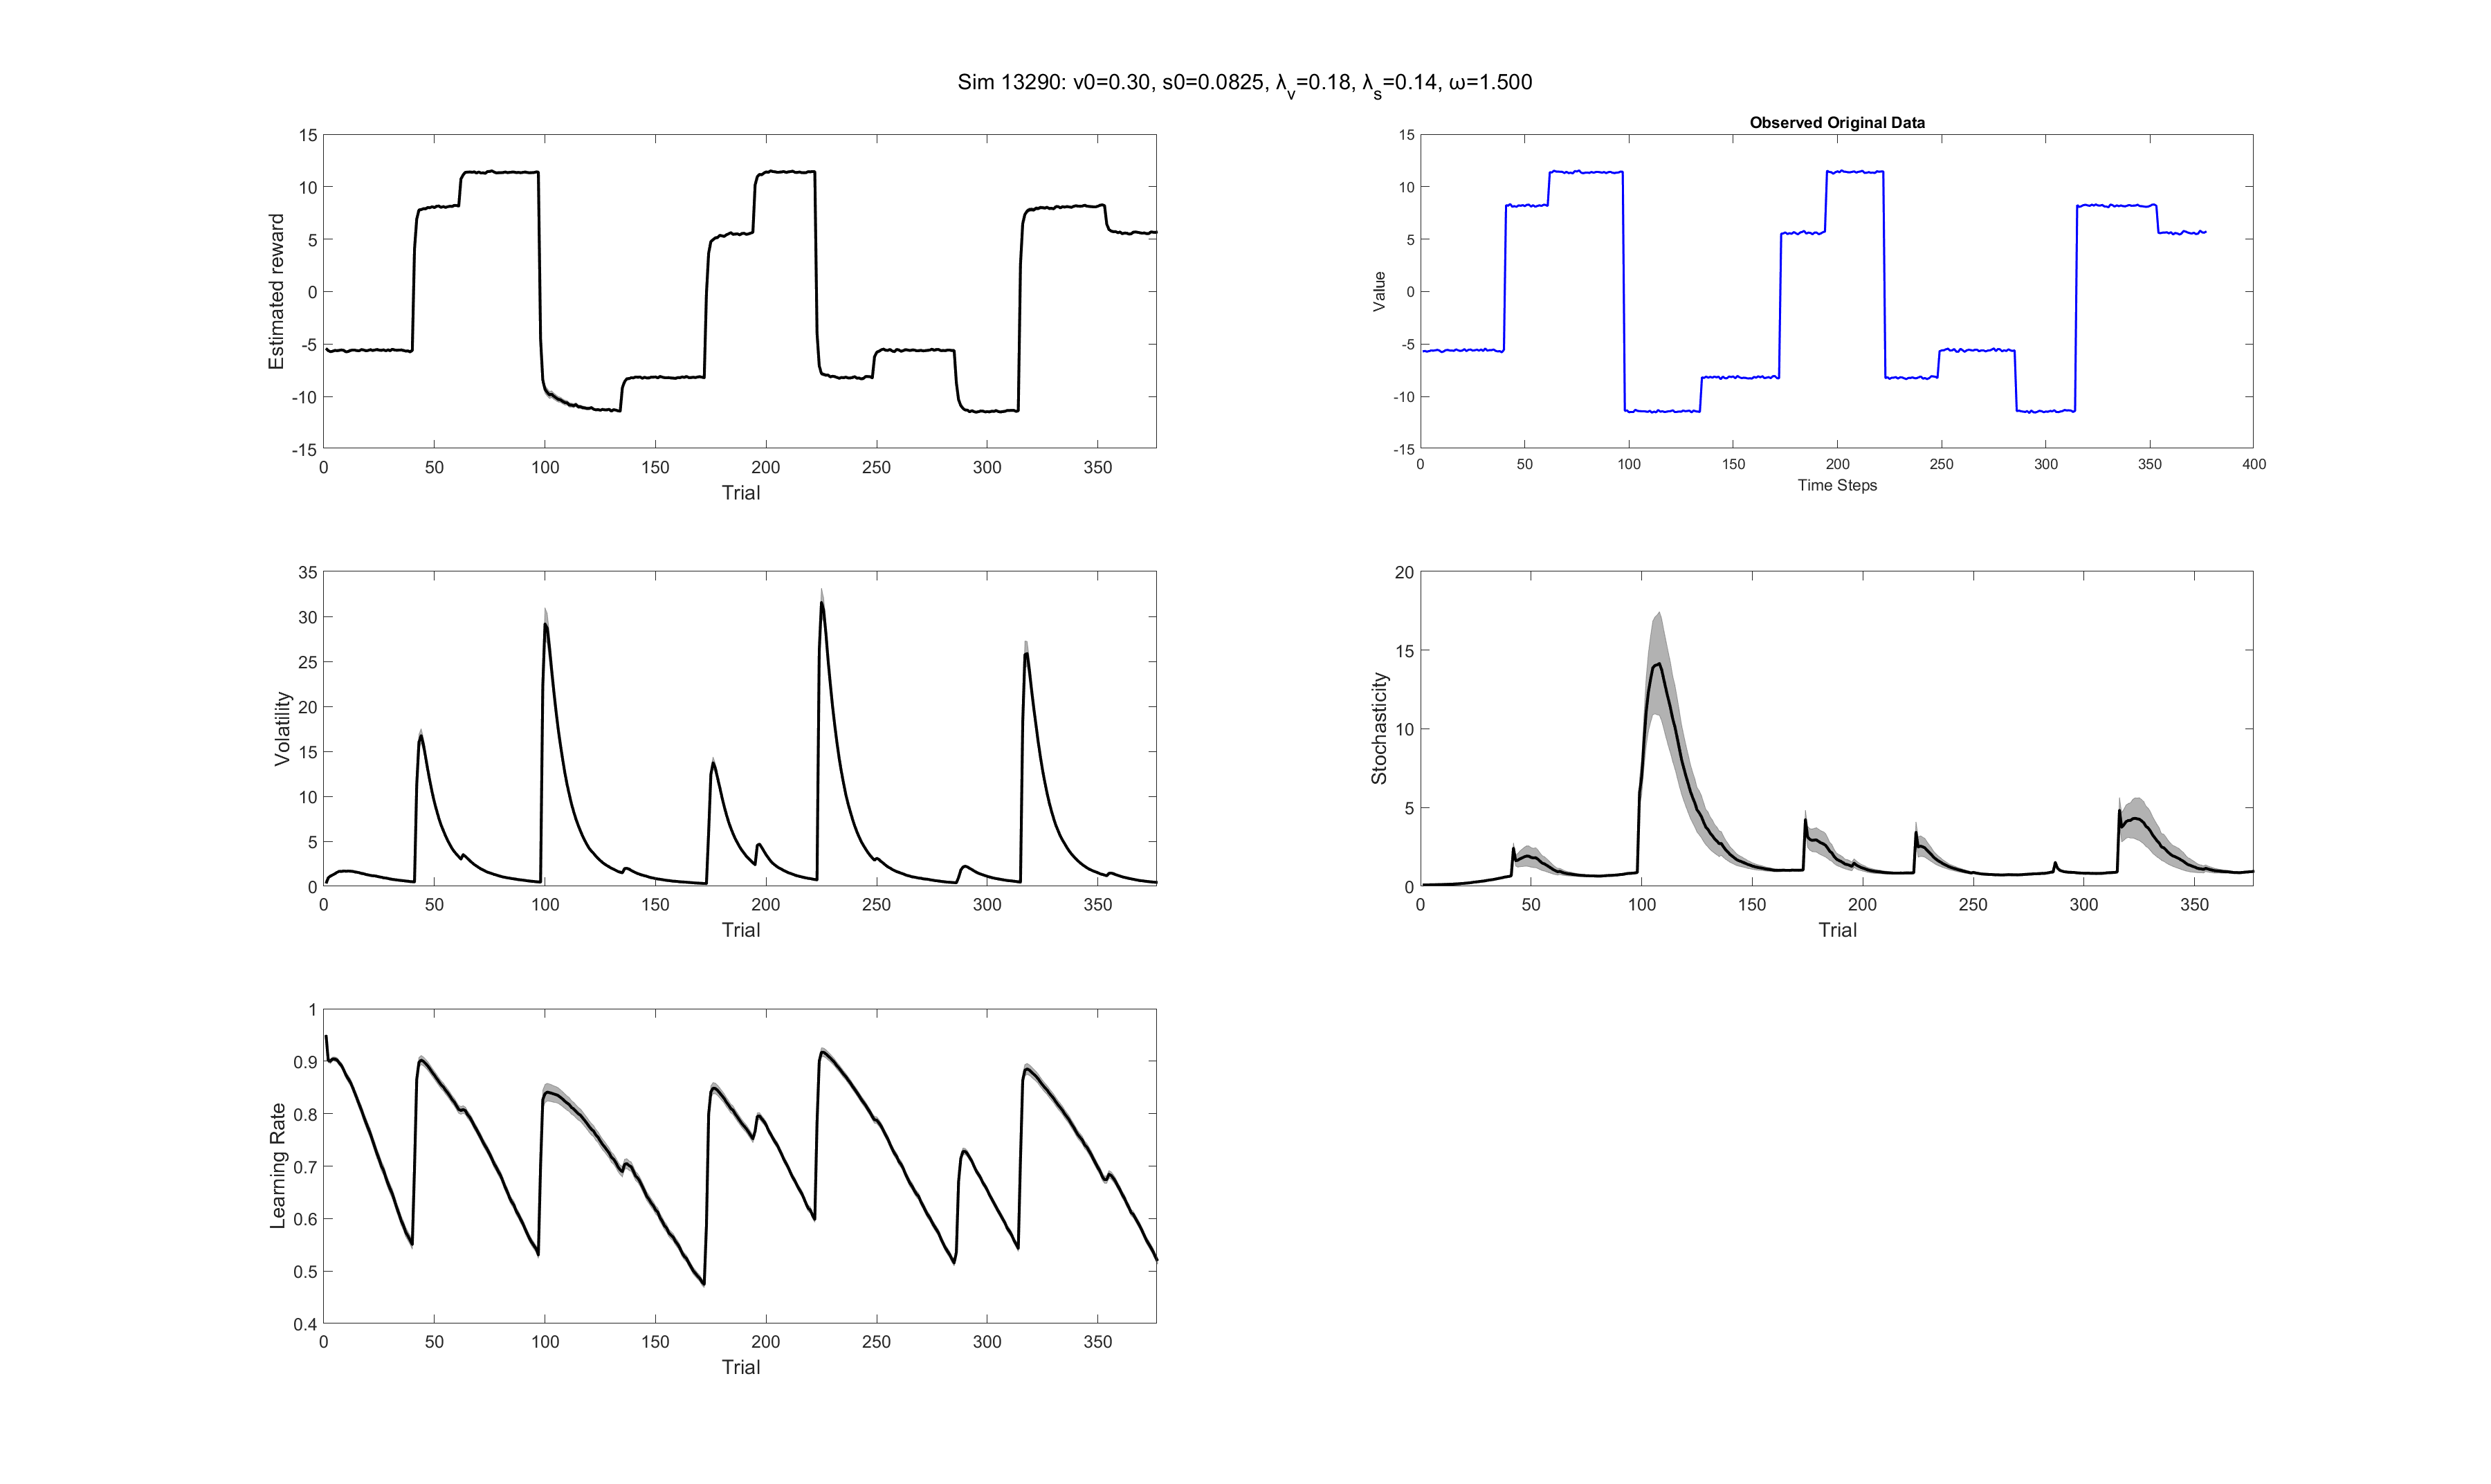 Sim 13290: v0=0.30, s0=0.0825, λ_v=0.18, λ_s=0.14, ω=1.500
15
10
5
0
-5
-10
-15
Estimated reward
0 50 100 150 200 250 300 350
Trial
Observed Original Data
15
10
5
0
-5
-10
-15
Value
0 50 100 150 200 250 300 350 400
Time Steps
35
30
25
20
15
10
5
0
Volatility
0 50 100 150 200 250 300 350
Trial
20
15
10
5
0
Stochasticity
0 50 100 150 200 250 300 350
Trial
1
0.9
0.8
0.7
0.6
0.5
0.4
Learning Rate
0 50 100 150 200 250 300 350
Trial